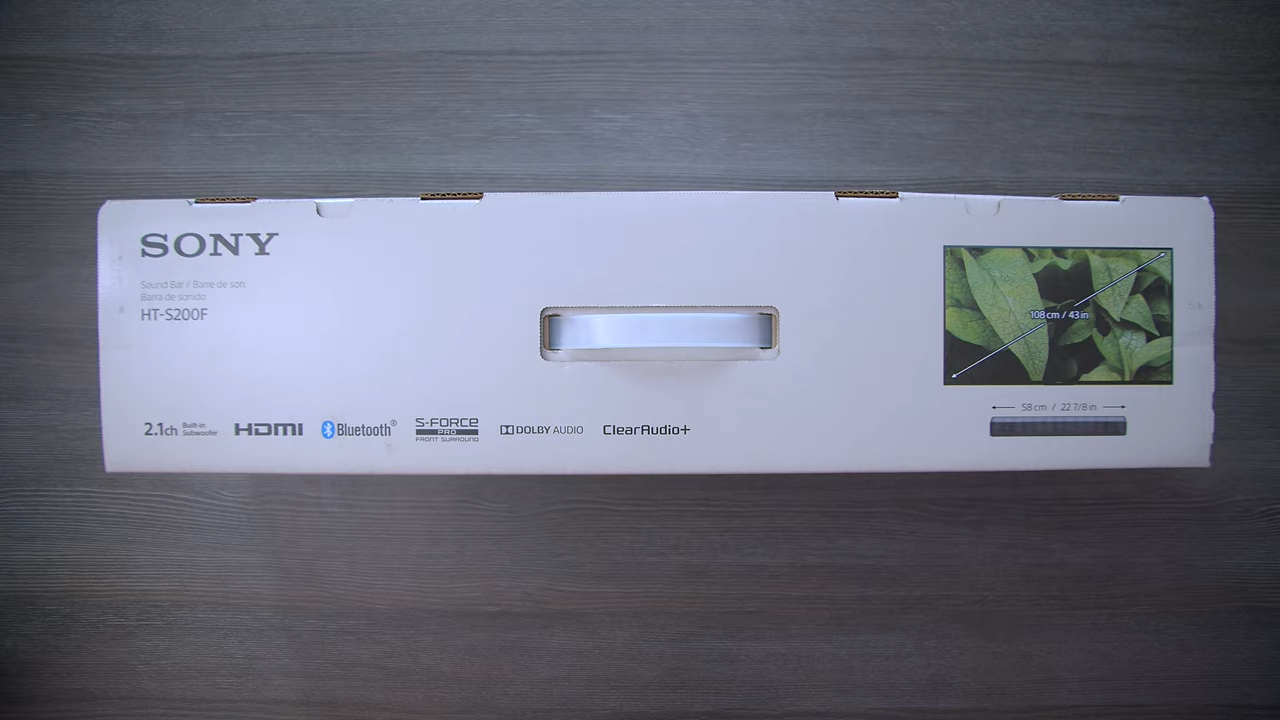 SONY
Sound Bar / Barre de son
Barra de sonido
HT-S200F
108 cm / 43 in
58 cm / 22 7/8 in
2.1ch Built-in Subwoofer
HDMI
Bluetooth®
S-FORCE
PRO
FRONT SURROUND
DOLBY AUDIO
ClearAudio+